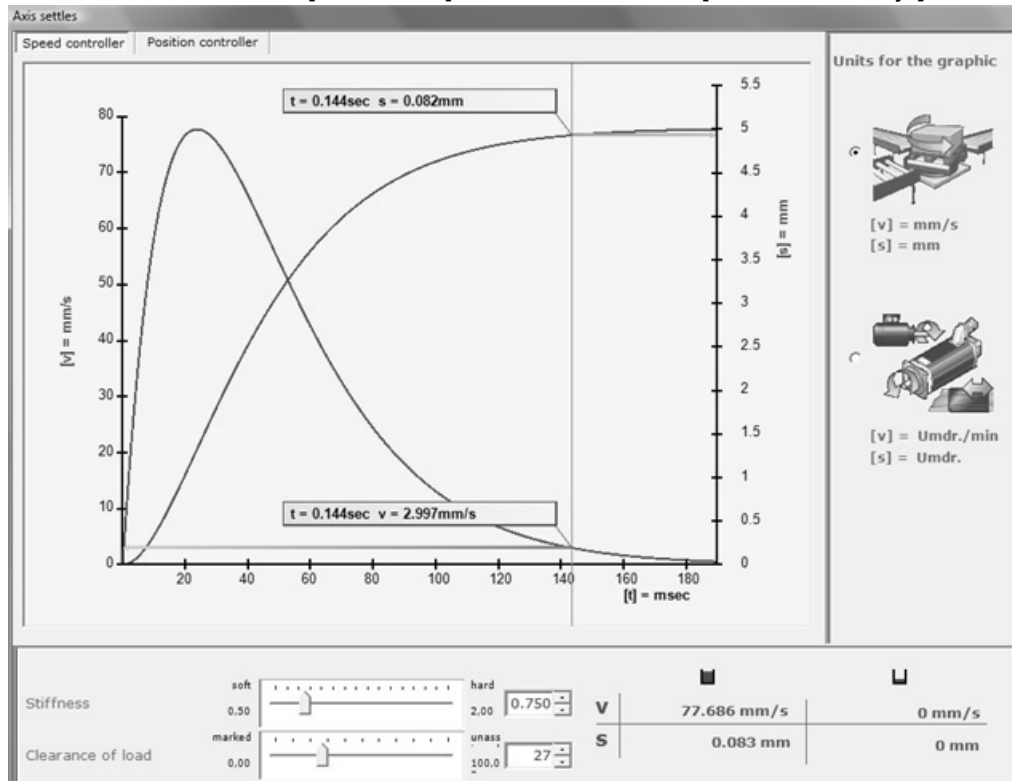 Axis settles
Speed controller
Position controller
Units for the graphic
t = 0.144sec s = 0.082mm
80
70
60
50
40
30
20
10
0
[v] = mm/s
5.5
5
4.5
4
3.5
3
2.5
2
1.5
1
0.5
0
[s] = mm
t = 0.144sec v = 2.997mm/s
20 40 60 80 100 120 140 160 180
[t] = msec
[v] = mm/s
[s] = mm
[v] = Umdr./min
[s] = Umdr.
Stiffness
soft
0,50
hard
2,00
0.750
Clearance of load
marked
0,00
unass
100,0
27
V 77.686 mm/s 0 mm/s
S 0.083 mm 0 mm